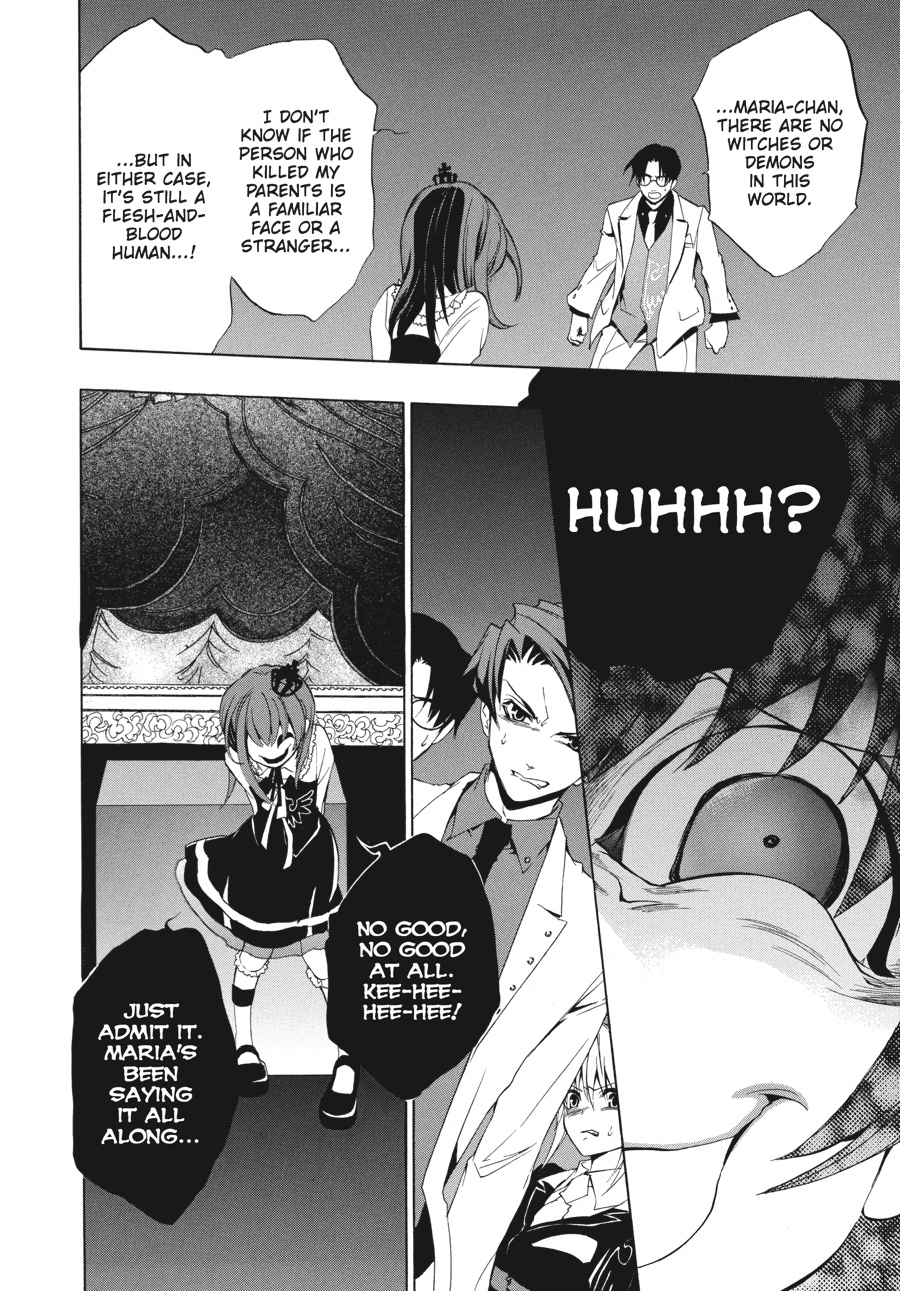 ...MARIA-CHAN,
THERE ARE NO
WITCHES OR
DEMONS
IN THIS
WORLD.
I DON'T
KNOW IF THE
PERSON WHO
KILLED MY
PARENTS IS
A FAMILIAR
FACE OR A
STRANGER...
...BUT IN
EITHER CASE,
IT'S STILL A
FLESH-AND-
BLOOD
HUMAN...!
HUHHH?
NO GOOD,
NO GOOD
AT ALL.
KEE-HEE-
HEE-HEE!
JUST
ADMIT IT.
MARIA'S
BEEN
SAYING
IT ALL
ALONG...